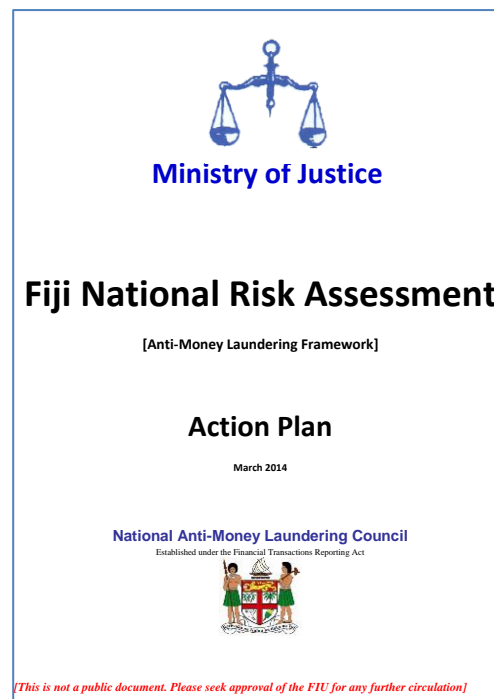 Ministry of Justice
Fiji National Risk Assessment
[Anti-Money Laundering Framework]
Action Plan
March 2014
National Anti-Money Laundering Council
Established under the Financial Transactions Reporting Act
[This is not a public document. Please seek approval of the FIU for any further circulation]